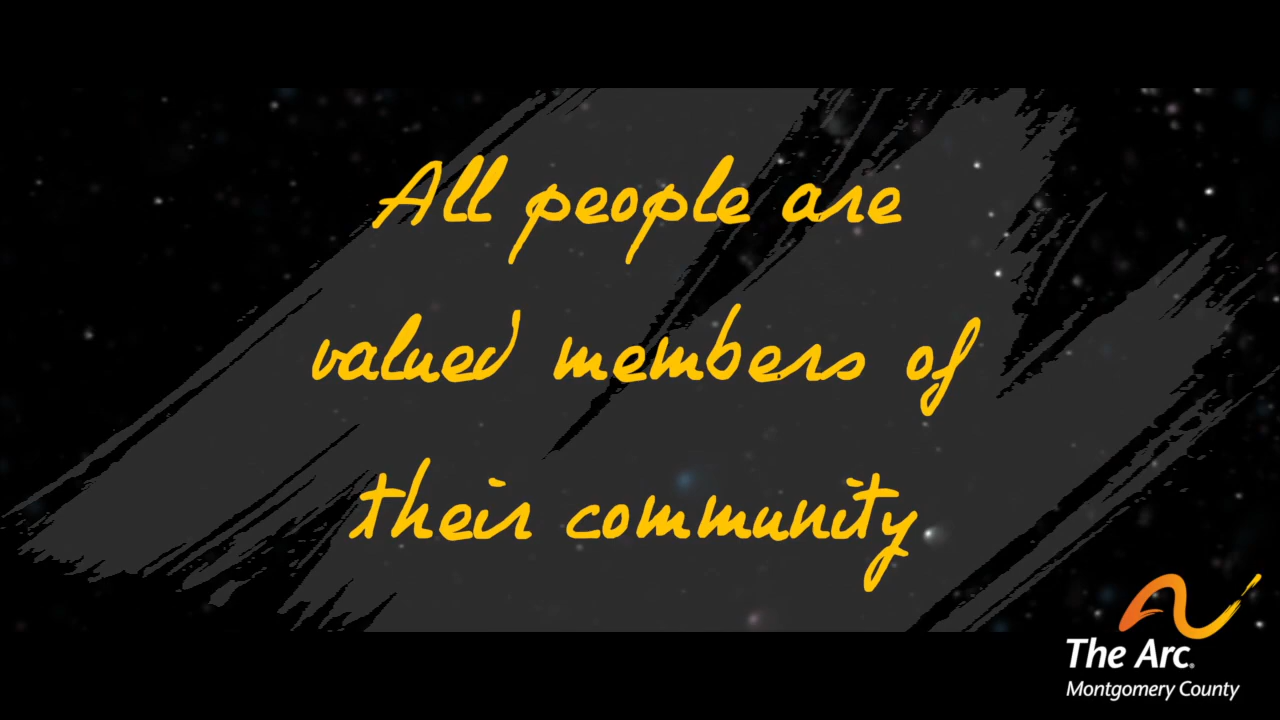 All people are
valued members of
their community
The Arc®
Montgomery County